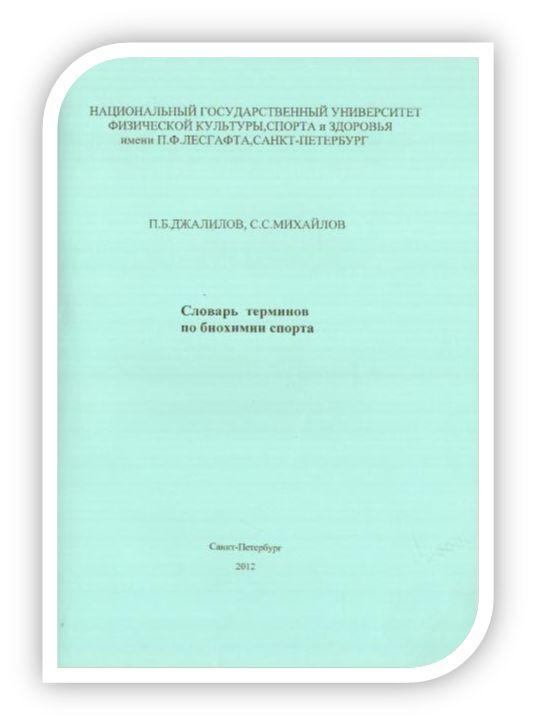 НАЦИОНАЛЬНЫЙ ГОСУДАРСТВЕННЫЙ УНИВЕРСИТЕТ
ФИЗИЧЕСКОЙ КУЛЬТУРЫ,СПОРТА и ЗДОРОВЬЯ
имени П.Ф.ЛЕСГАФТА,САНКТ-ПЕТЕРБУРГ
П.Б.ДЖАЛИЛОВ, С.С.МИХАЙЛОВ
Словарь терминов
по биохимии спорта
Санкт-Петербург
2012